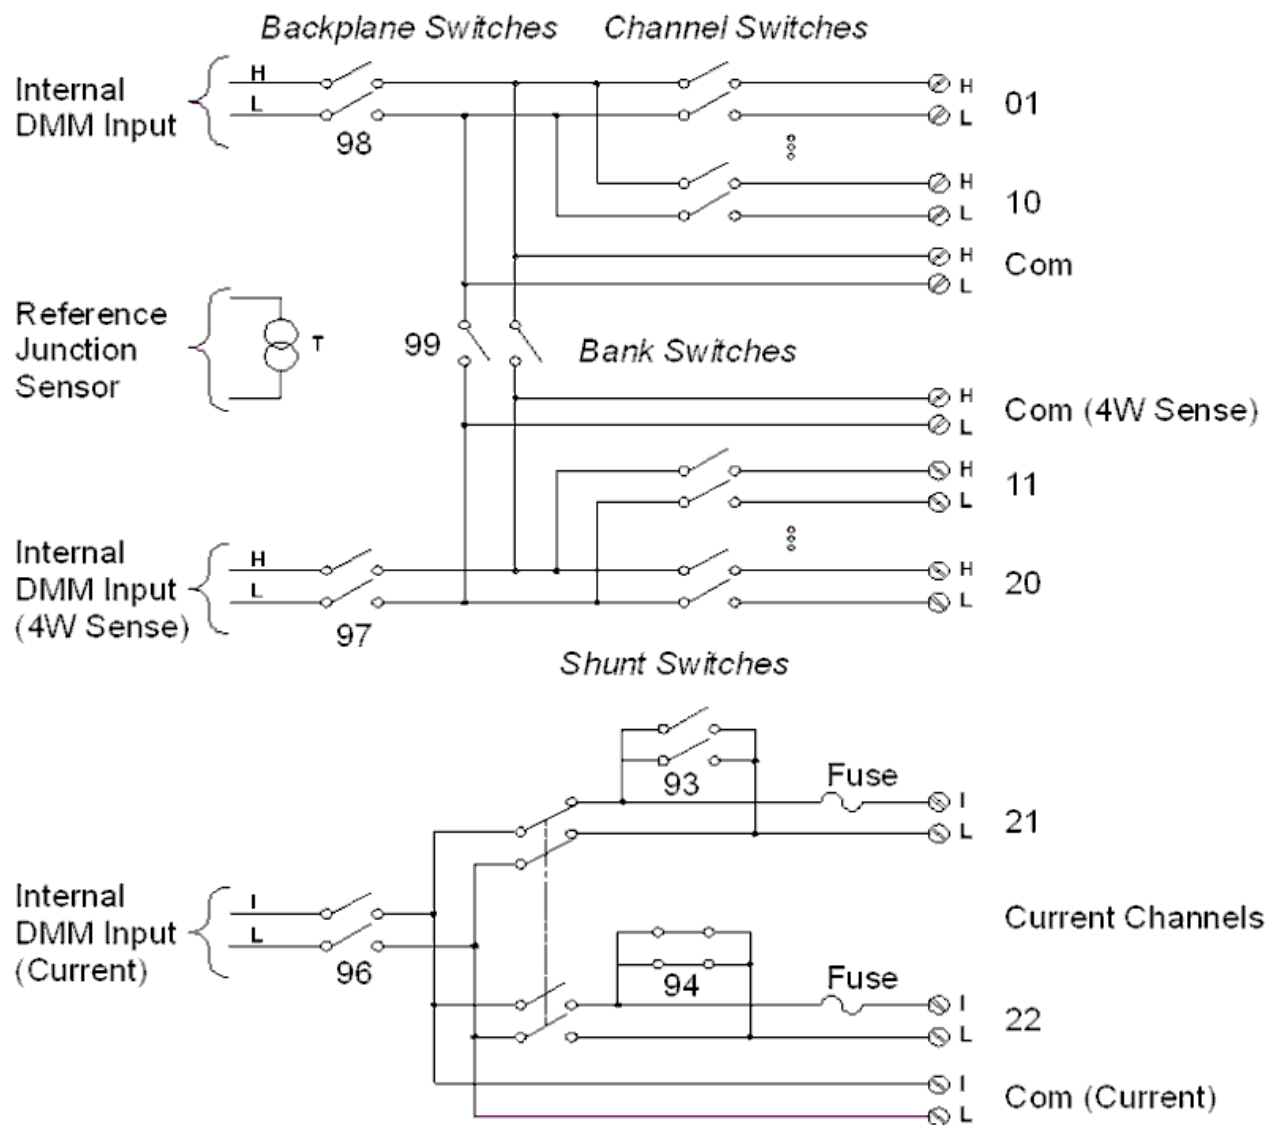 Backplane Switches
Channel Switches
Internal
DMM Input
H
L
98
H
L
01
H
L
10
H
L
Com
Reference
Junction
Sensor
T
99
Bank Switches
H
L
Com (4W Sense)
H
L
11
Internal
DMM Input
(4W Sense)
H
L
97
H
L
20
Shunt Switches
93
Fuse
I
L
21
Internal
DMM Input
(Current)
I
L
96
Current Channels
94
Fuse
I
L
22
I
L
Com (Current)